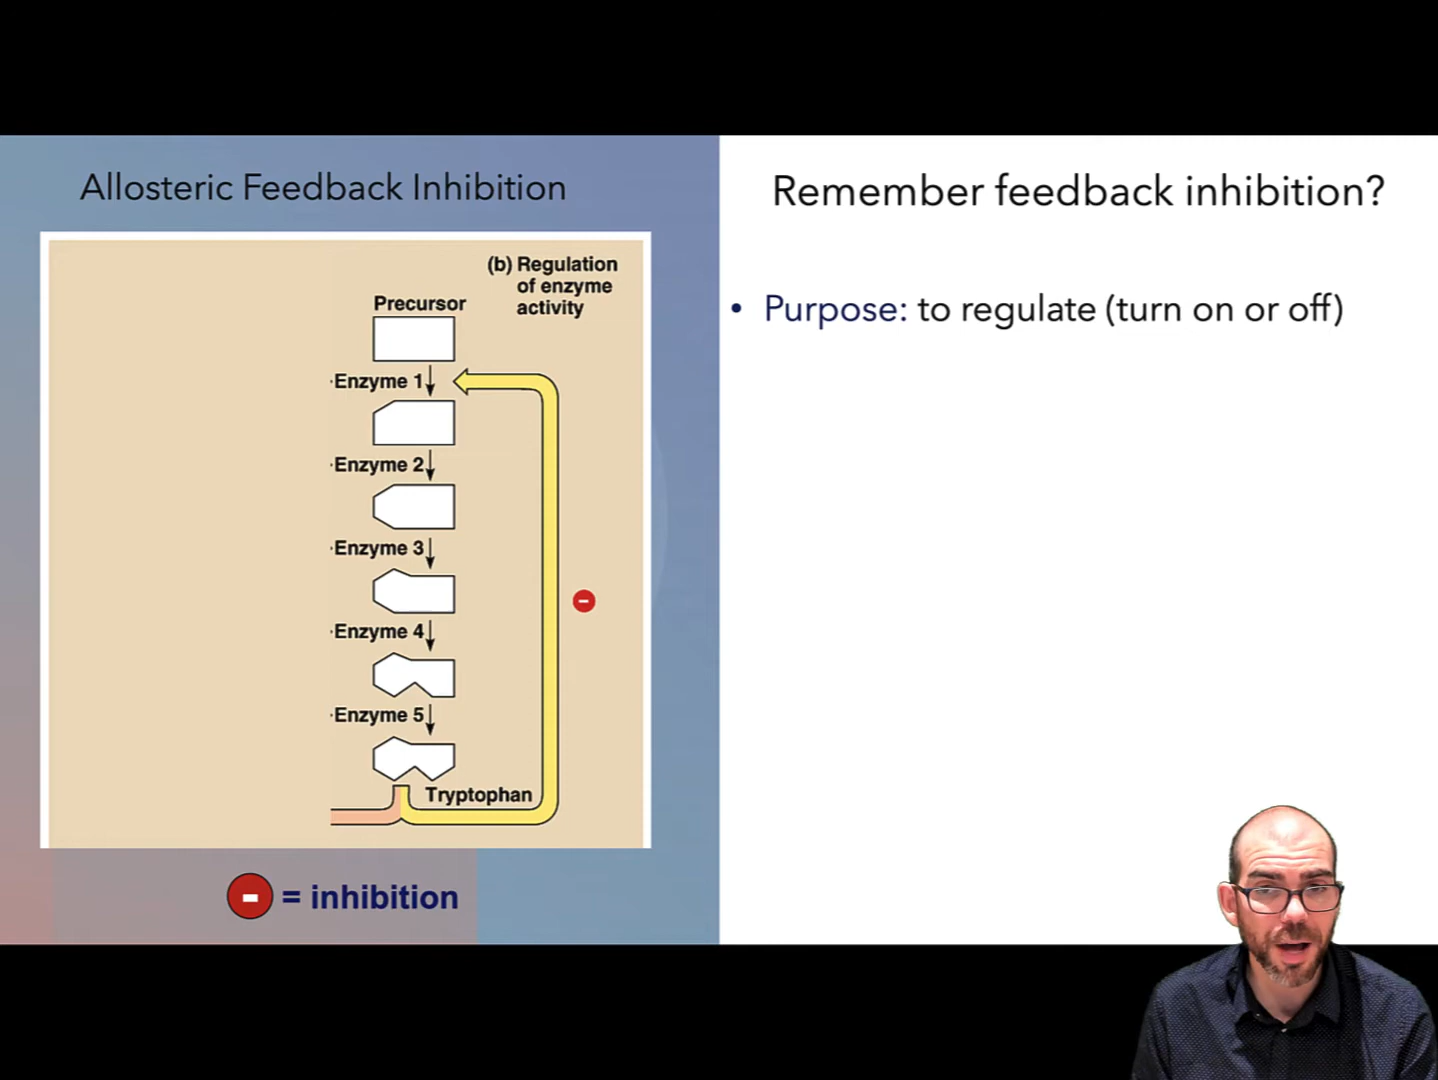 Allosteric Feedback Inhibition
(b) Regulation
of enzyme
activity
Precursor
Enzyme 1
Enzyme 2
Enzyme 3
Enzyme 4
Enzyme 5
Tryptophan
-
- = inhibition
Remember feedback inhibition?
• Purpose: to regulate (turn on or off)